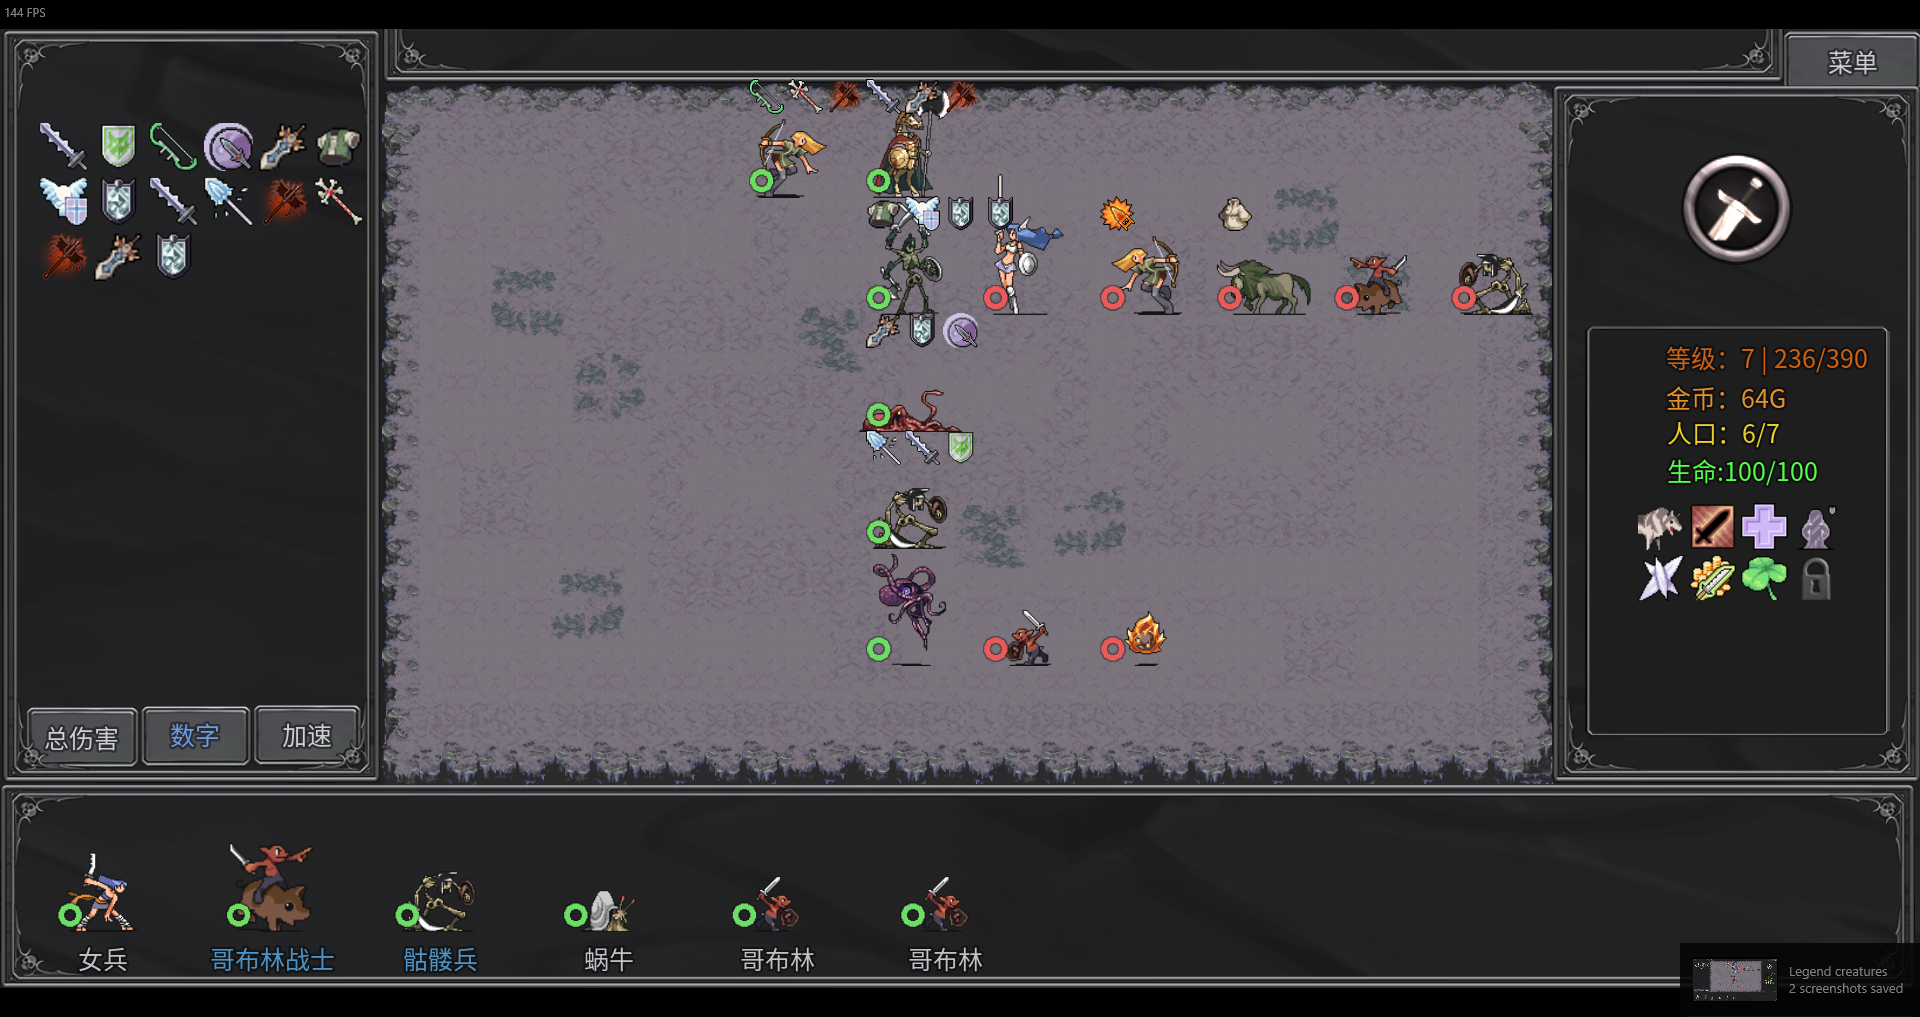 144 FPS
菜单
等级：7 | 236/390
金币：64G
人口：6/7
生命:100/100
总伤害
数字
加速
女兵
哥布林战士
骷髅兵
蜗牛
哥布林
哥布林
Legend creatures
2 screenshots saved